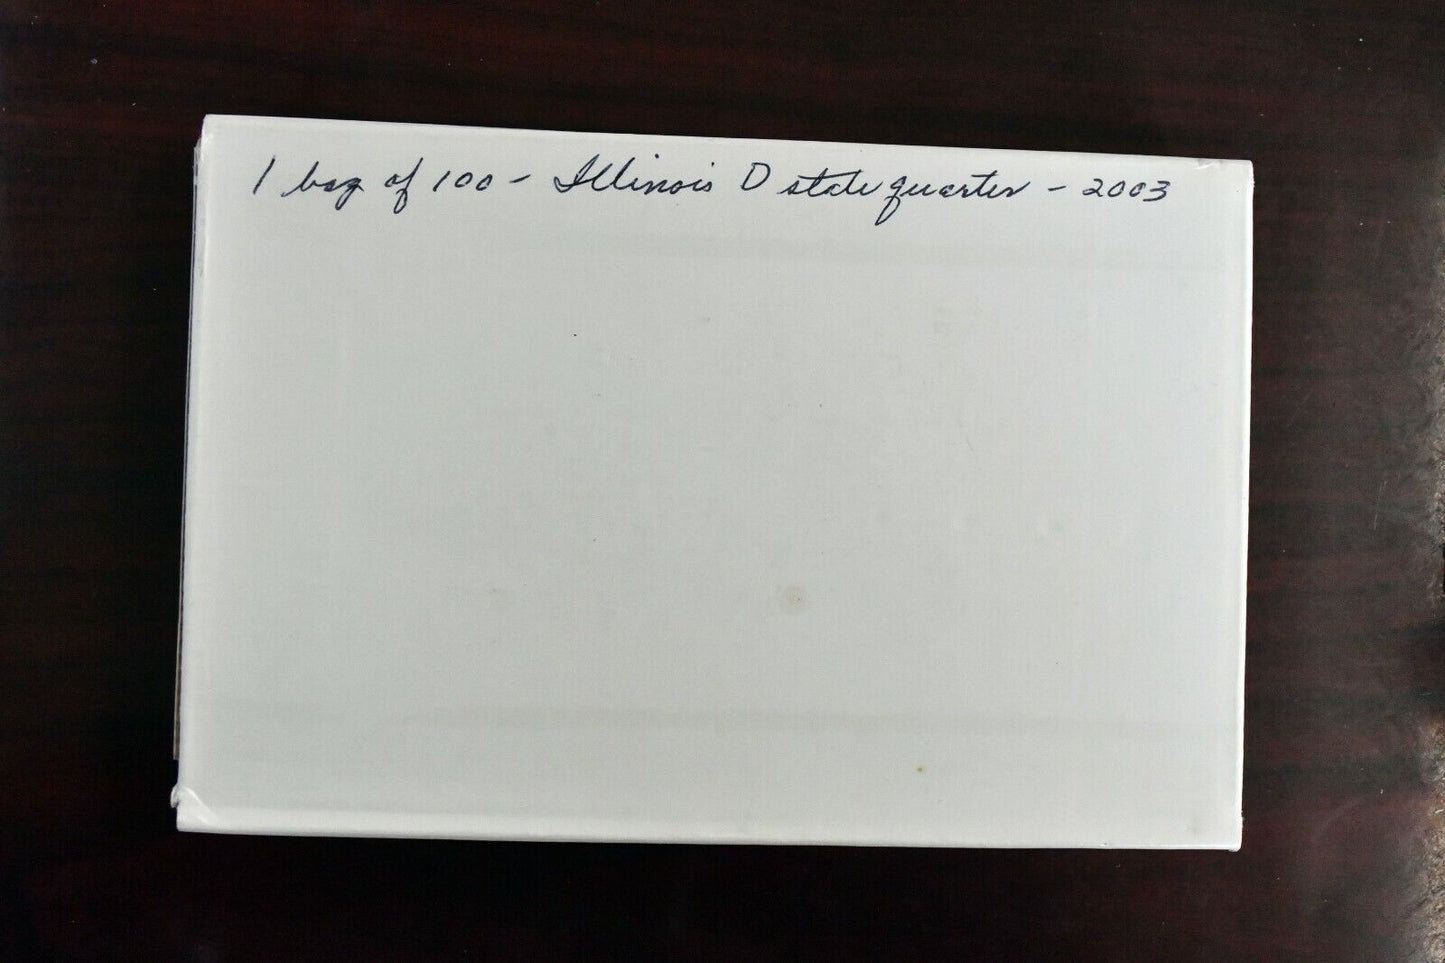 1 bag of 100 - Illinois D state quarter - 2003